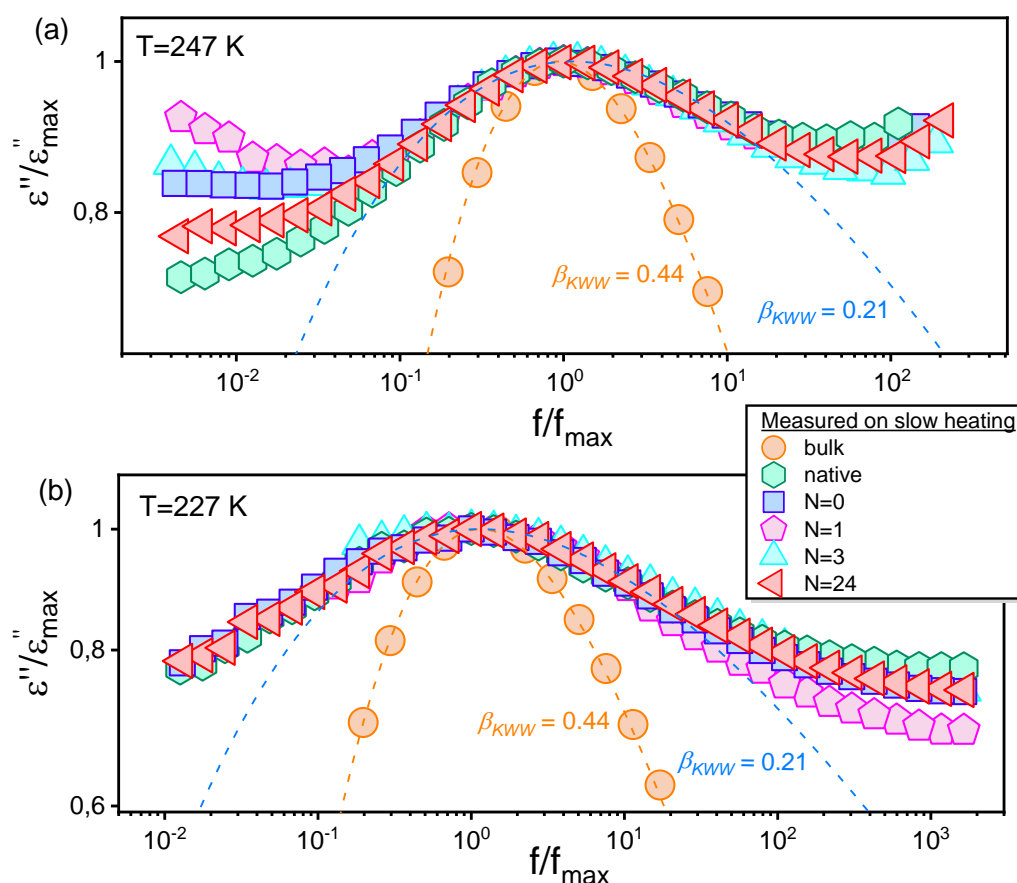 (a)
T=247 K
1
0.8
ε''/ε''max
βKWW = 0.44
βKWW = 0.21
10⁻² 10⁻¹ 10⁰ 10¹ 10²
f/fmax
Measured on slow heating
bulk
native
N=0
N=1
N=3
N=24
(b)
T=227 K
1
0.8
0,6
ε''/ε''max
βKWW = 0.44
βKWW = 0.21
10⁻² 10⁻¹ 10⁰ 10¹ 10² 10³
f/fmax